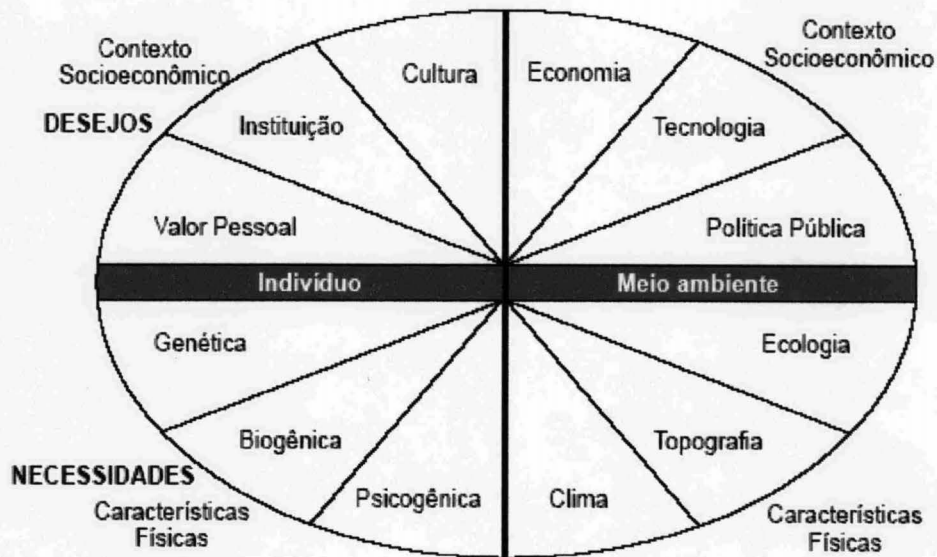 Contexto
Socioeconômico
Cultura
Economia
Contexto
Socioeconômico
DESEJOS
Instituição
Tecnologia
Valor Pessoal
Política Pública
Indivíduo
Meio ambiente
Genética
Ecologia
Biogênica
Topografia
NECESSIDADES
Psicogênica
Clima
Características
Físicas
Características
Físicas